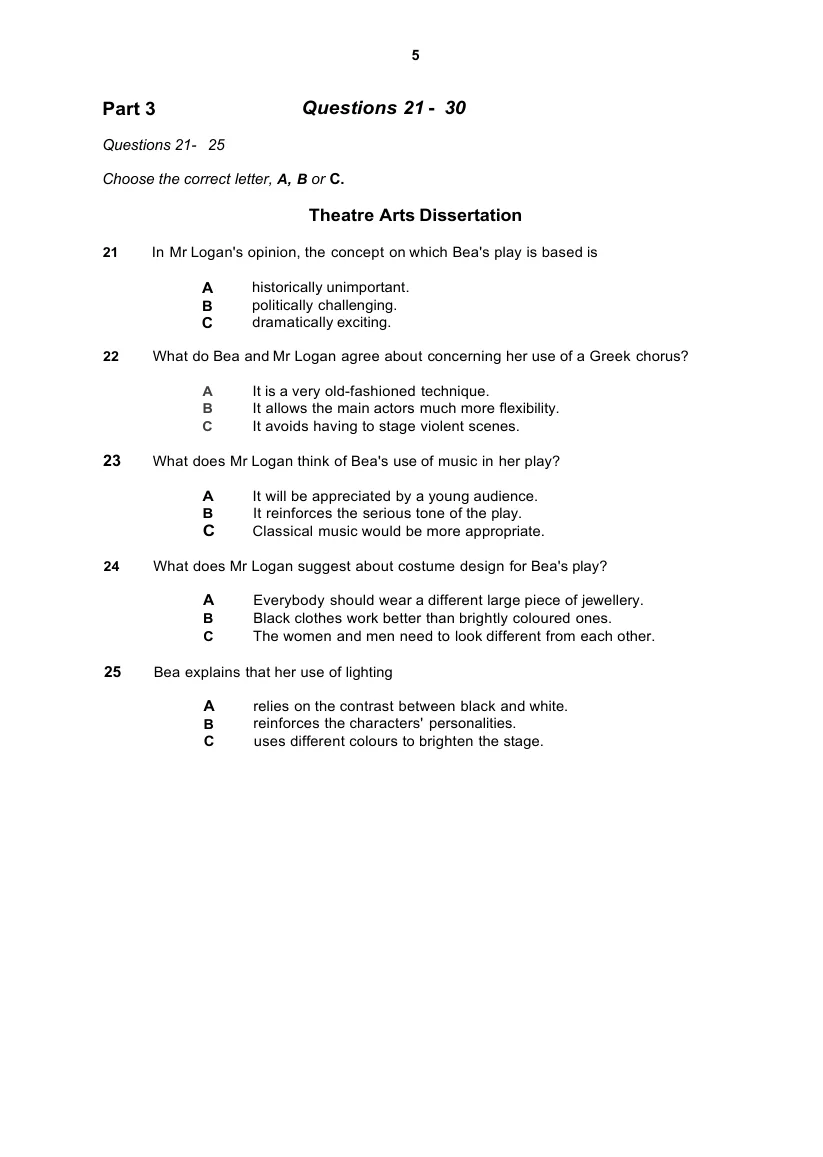 5
Part 3 Questions 21 - 30
Questions 21- 25
Choose the correct letter, A, B or C.
Theatre Arts Dissertation
21 In Mr Logan's opinion, the concept on which Bea's play is based is
A historically unimportant.
B politically challenging.
C dramatically exciting.
22 What do Bea and Mr Logan agree about concerning her use of a Greek chorus?
A It is a very old-fashioned technique.
B It allows the main actors much more flexibility.
C It avoids having to stage violent scenes.
23 What does Mr Logan think of Bea's use of music in her play?
A It will be appreciated by a young audience.
B It reinforces the serious tone of the play.
C Classical music would be more appropriate.
24 What does Mr Logan suggest about costume design for Bea's play?
A Everybody should wear a different large piece of jewellery.
B Black clothes work better than brightly coloured ones.
C The women and men need to look different from each other.
25 Bea explains that her use of lighting
A relies on the contrast between black and white.
B reinforces the characters' personalities.
C uses different colours to brighten the stage.